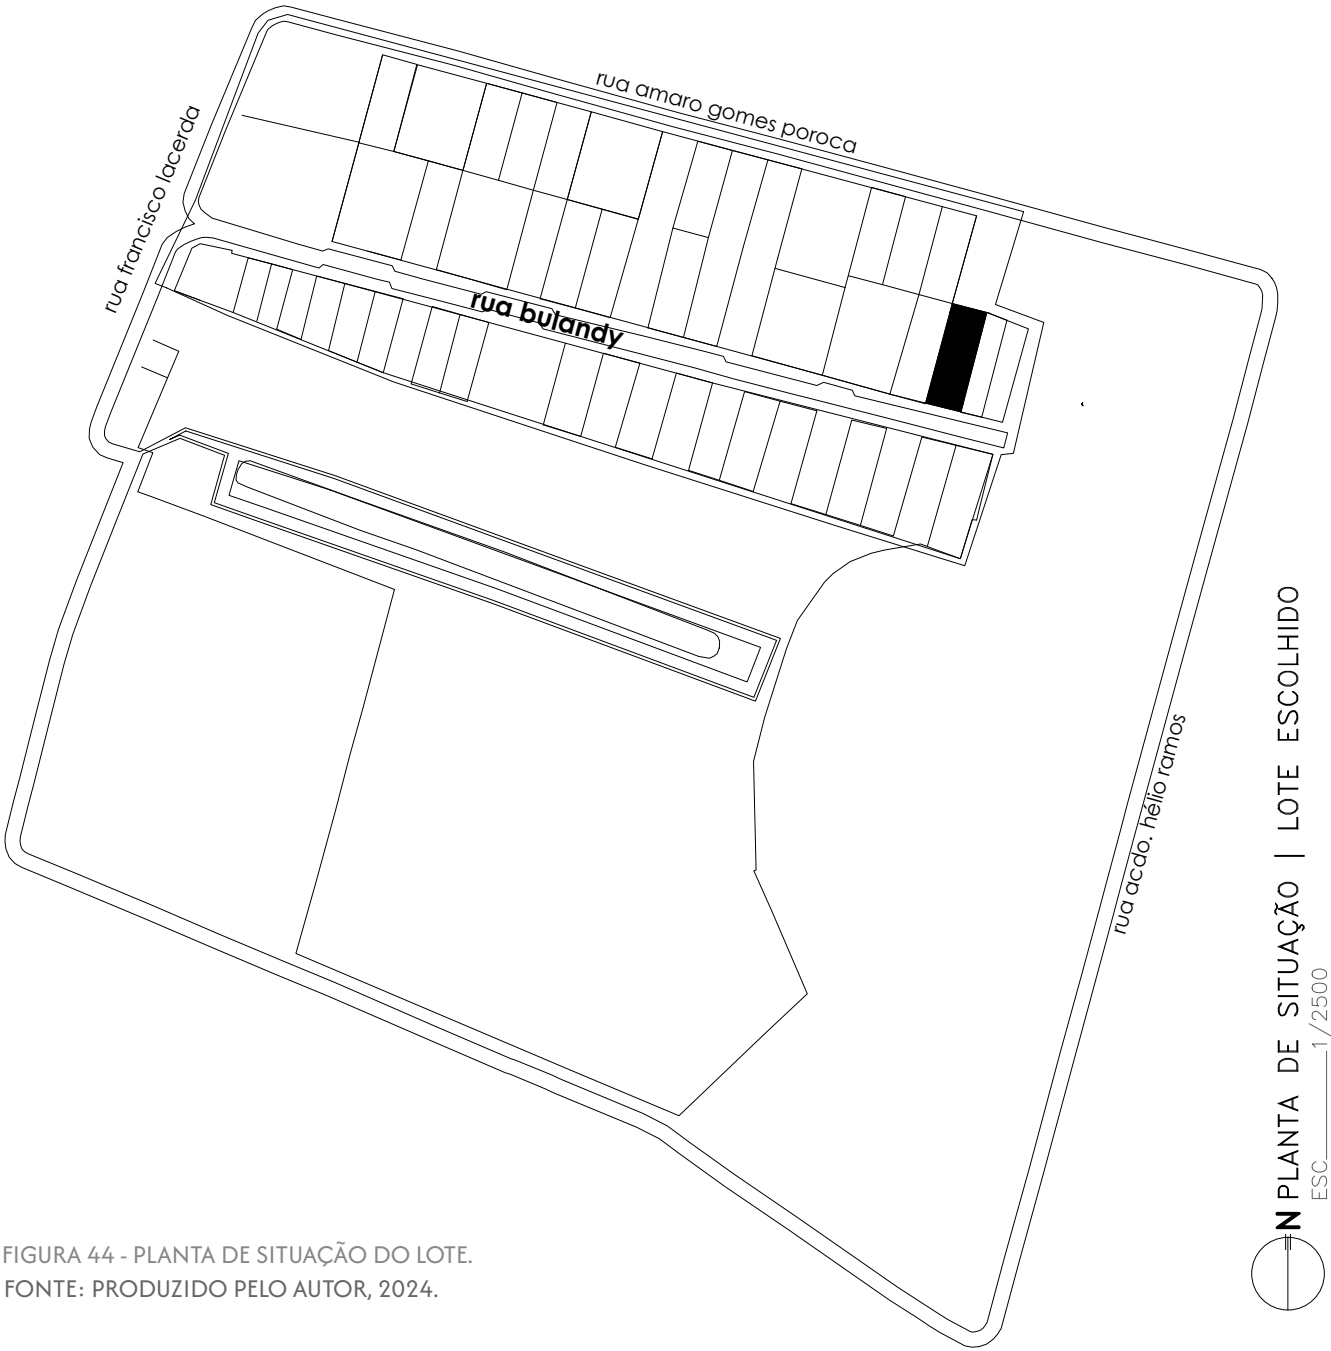 rua amaro gomes poroca
rua francisco lacerda
rua bulandy
rua acdo. hélio ramos
N PLANTA DE SITUAÇÃO | LOTE ESCOLHIDO
ESC________1/2500
FIGURA 44 - PLANTA DE SITUAÇÃO DO LOTE.
FONTE: PRODUZIDO PELO AUTOR, 2024.